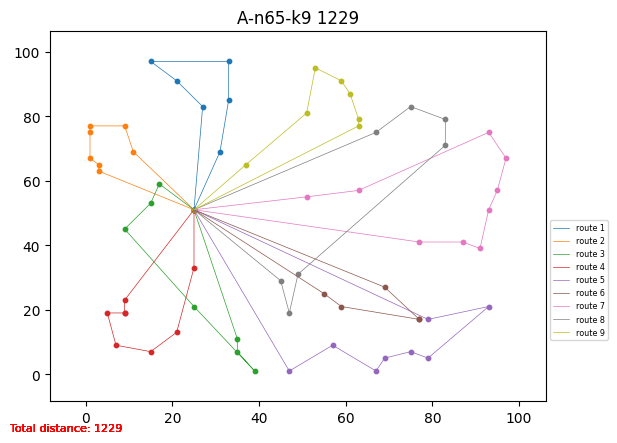 A-n65-k9 1229
100
80
60
40
20
0
0 20 40 60 80 100
route 1
route 2
route 3
route 4
route 5
route 6
route 7
route 8
route 9
Total distance: 1229